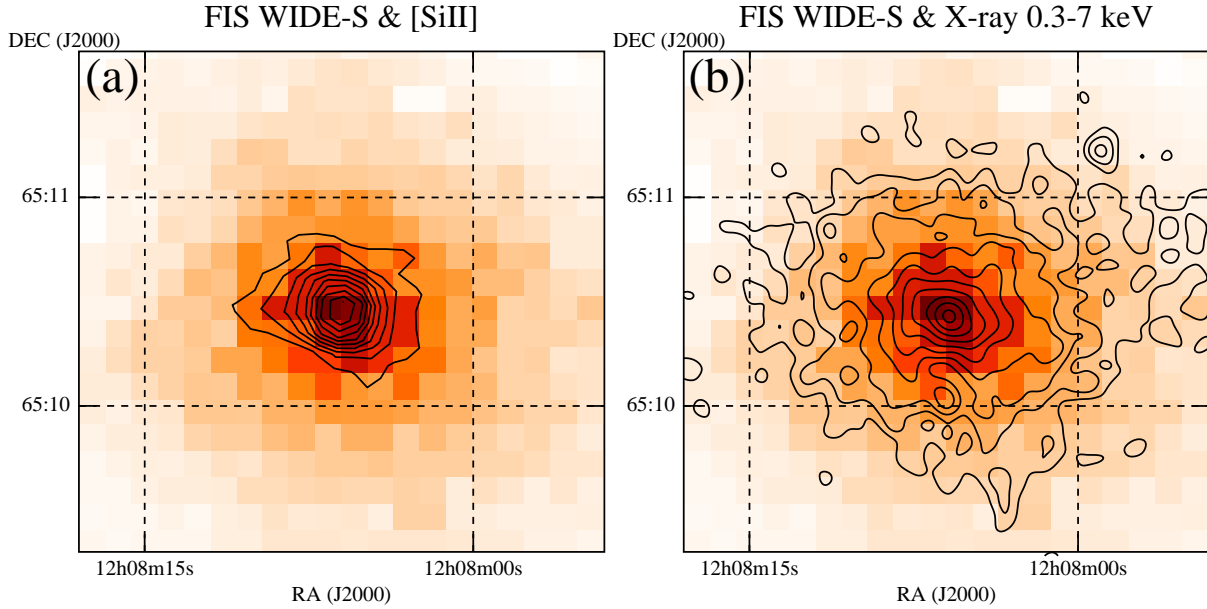 FIS WIDE-S & [SiII]
DEC (J2000)
(a)
65:11
65:10
12h08m15s
12h08m00s
RA (J2000)
FIS WIDE-S & X-ray 0.3-7 keV
DEC (J2000)
(b)
65:11
65:10
12h08m15s
12h08m00s
RA (J2000)